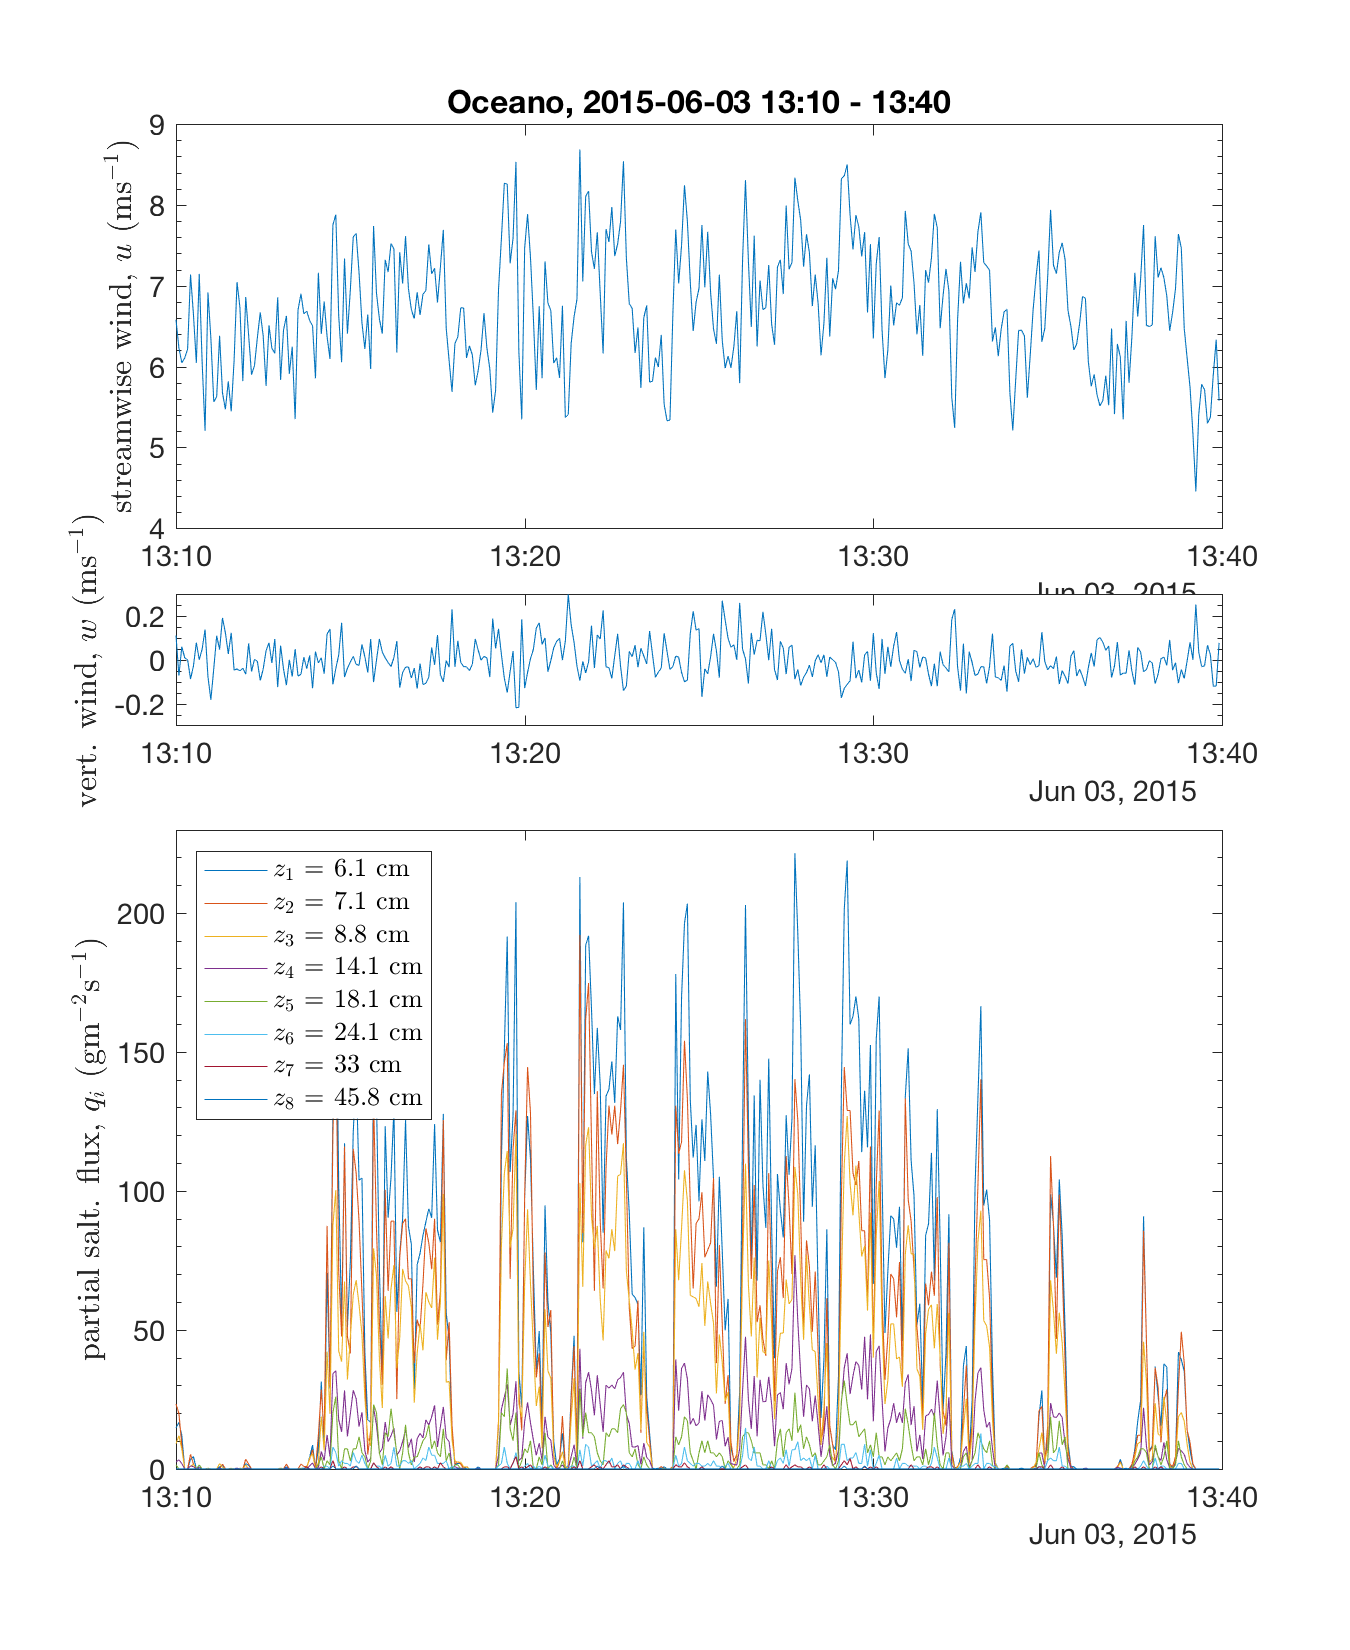 Oceano, 2015-06-03 13:10 - 13:40
streamwise wind, u (ms⁻¹)
9
8
7
6
5
4
13:10 13:20 13:30 13:40
Jun 03, 2015
vert. wind, w (ms⁻¹)
0.2
0
-0.2
13:10 13:20 13:30 13:40
Jun 03, 2015
partial salt. flux, qᵢ (gm⁻²s⁻¹)
200
150
100
50
0
z₁ = 6.1 cm
z₂ = 7.1 cm
z₃ = 8.8 cm
z₄ = 14.1 cm
z₅ = 18.1 cm
z₆ = 24.1 cm
z₇ = 33 cm
z₈ = 45.8 cm
13:10 13:20 13:30 13:40
Jun 03, 2015